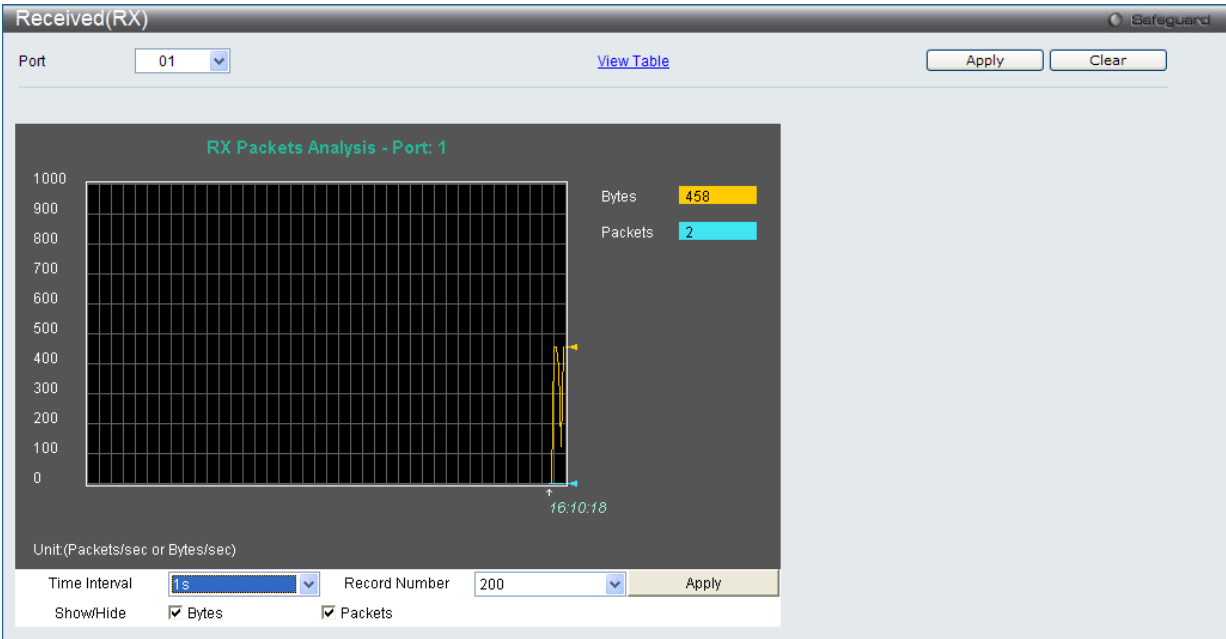 Received(RX)
Safeguard
Port 01 View Table Apply Clear
RX Packets Analysis - Port: 1
1000
900
800
700
600
500
400
300
200
100
0
Bytes 458
Packets 2
16:10:18
Unit:(Packets/sec or Bytes/sec)
Time Interval 1s Record Number 200 Apply
Show/Hide Bytes Packets